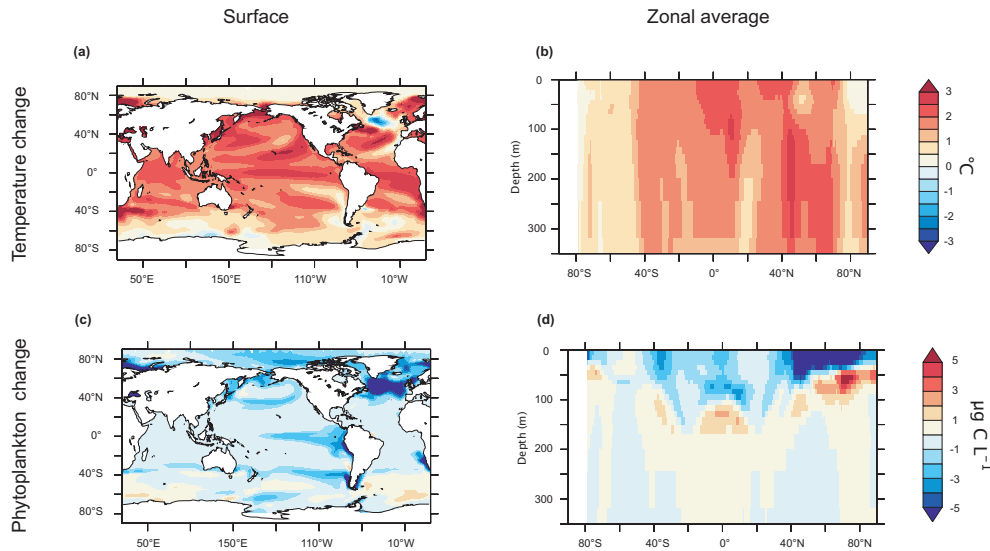 Surface
Zonal average
(a)
(b)
Temperature change
80°N
40°N
0°
40°S
80°S
50°E
150°E
110°W
10°W
Depth (m)
0
100
200
300
80°S
40°S
0°
40°N
80°N
3
2
1
0
-1
-2
-3
°C
(c)
(d)
Phytoplankton change
80°N
40°N
0°
40°S
80°S
50°E
150°E
110°W
10°W
Depth (m)
0
100
200
300
80°S
40°S
0°
40°N
80°N
5
3
1
-1
-3
-5
µg C l⁻¹